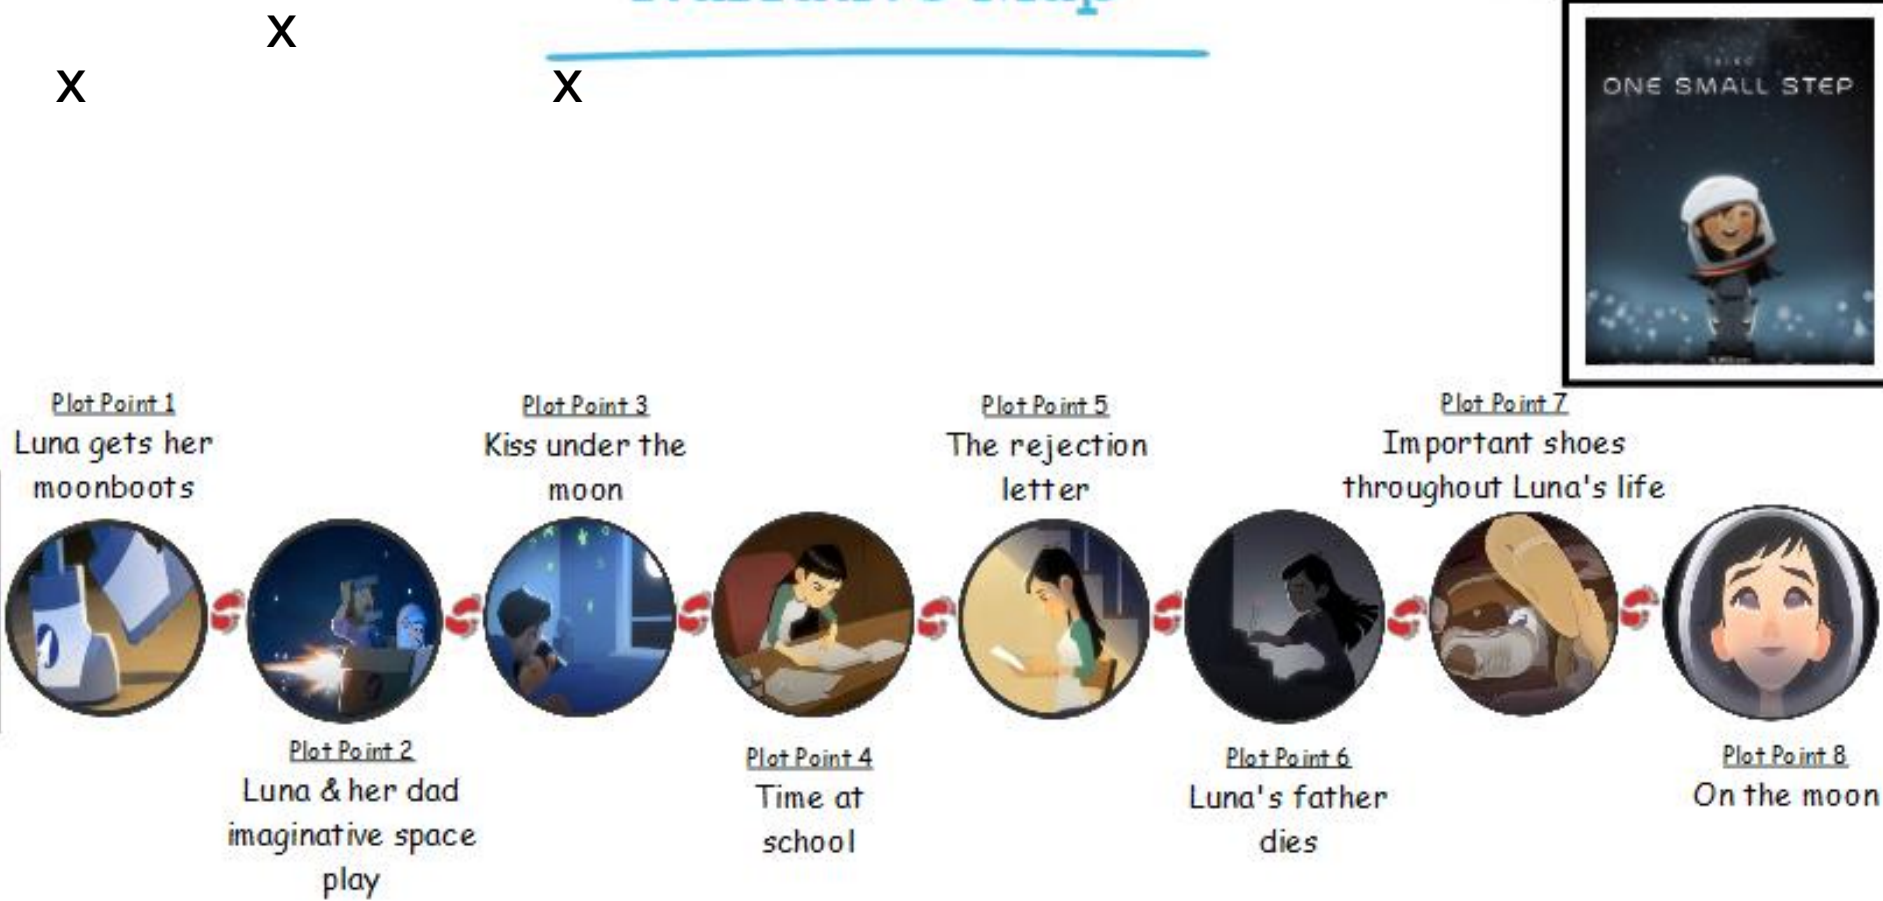 Narrative Map
x
x
x
TAIKO
ONE SMALL STEP
Plot Point 1
Luna gets her
moonboots
Plot Point 2
Luna & her dad
imaginative space
play
Plot Point 3
Kiss under the
moon
Plot Point 4
Time at
school
Plot Point 5
The rejection
letter
Plot Point 6
Luna's father
dies
Plot Point 7
Important shoes
throughout Luna's life
Plot Point 8
On the moon